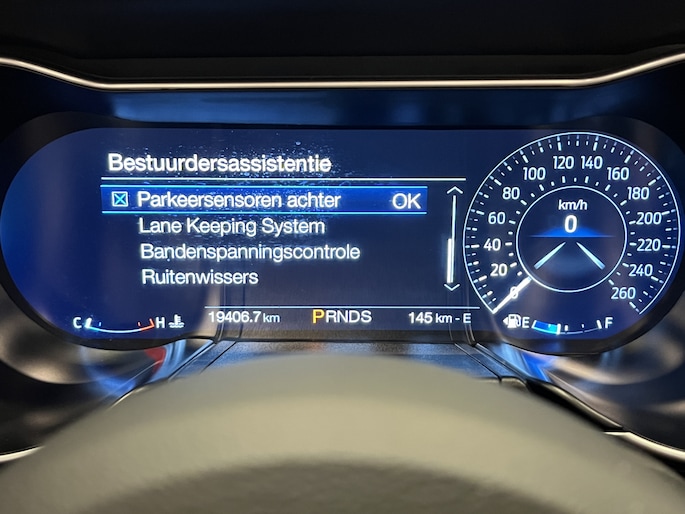 Bestuurdersassistentie
Parkeersensoren achter OK
Lane Keeping System
Bandenspanningscontrole
Ruitenwissers
C H 19406.7 km PRNDS 145 km - E
0 20 40 60 80 100 120 140 160 180 200 220 240 260
km/h
0
E F